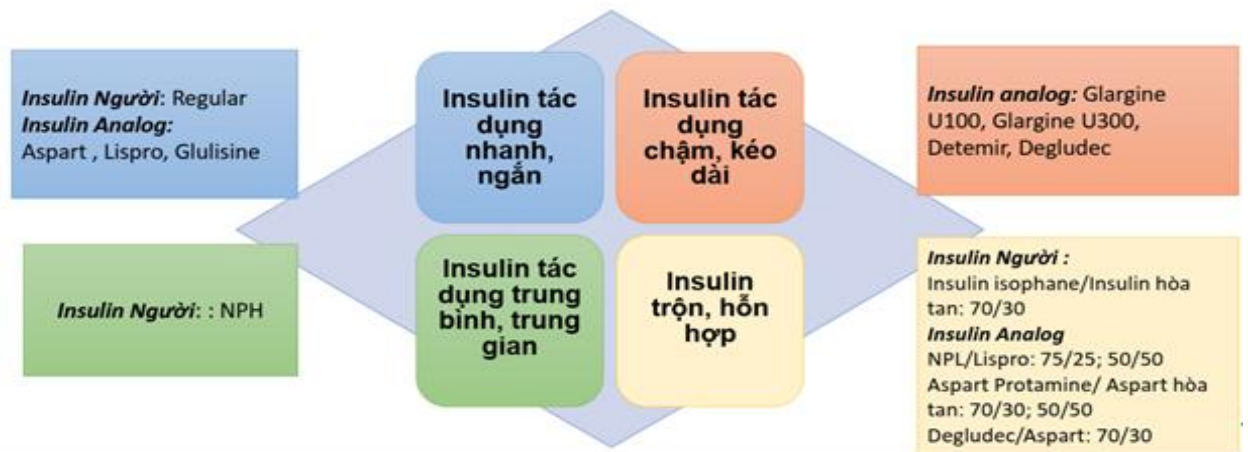 Insulin Người: Regular
Insulin Analog:
Aspart , Lispro, Glulisine
Insulin tác
dụng
nhanh,
ngắn
Insulin tác
dụng
chậm, kéo
dài
Insulin analog: Glargine
U100, Glargine U300,
Detemir, Degludec
Insulin Người: : NPH
Insulin tác
dụng trung
bình, trung
gian
Insulin
trộn, hỗn
hợp
Insulin Người :
Insulin isophane/Insulin hòa
tan: 70/30
Insulin Analog
NPL/Lispro: 75/25; 50/50
Aspart Protamine/ Aspart hòa
tan: 70/30; 50/50
Degludec/Aspart: 70/30